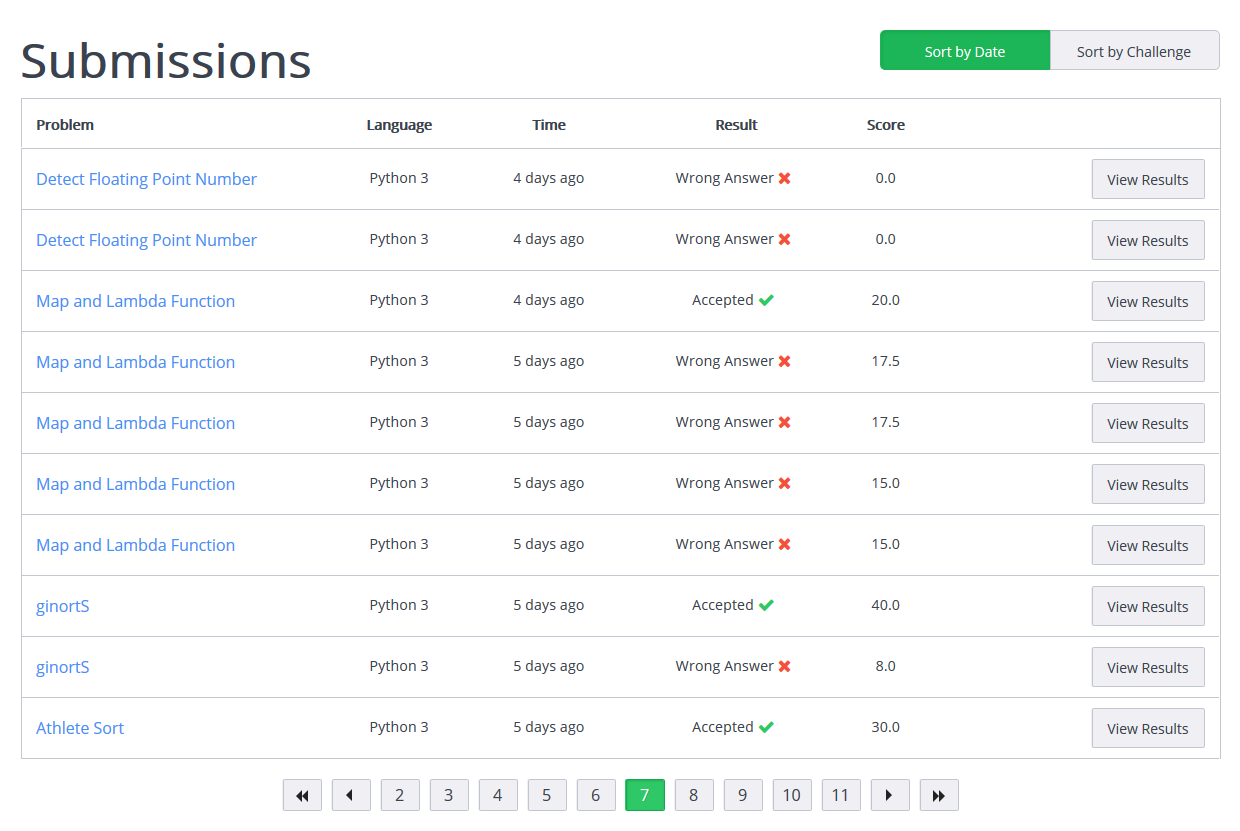 Submissions
Sort by Date Sort by Challenge
Problem Language Time Result Score
Detect Floating Point Number Python 3 4 days ago Wrong Answer 0.0 View Results
Detect Floating Point Number Python 3 4 days ago Wrong Answer 0.0 View Results
Map and Lambda Function Python 3 4 days ago Accepted 20.0 View Results
Map and Lambda Function Python 3 5 days ago Wrong Answer 17.5 View Results
Map and Lambda Function Python 3 5 days ago Wrong Answer 17.5 View Results
Map and Lambda Function Python 3 5 days ago Wrong Answer 15.0 View Results
Map and Lambda Function Python 3 5 days ago Wrong Answer 15.0 View Results
ginortS Python 3 5 days ago Accepted 40.0 View Results
ginortS Python 3 5 days ago Wrong Answer 8.0 View Results
Athlete Sort Python 3 5 days ago Accepted 30.0 View Results
2 3 4 5 6 7 8 9 10 11